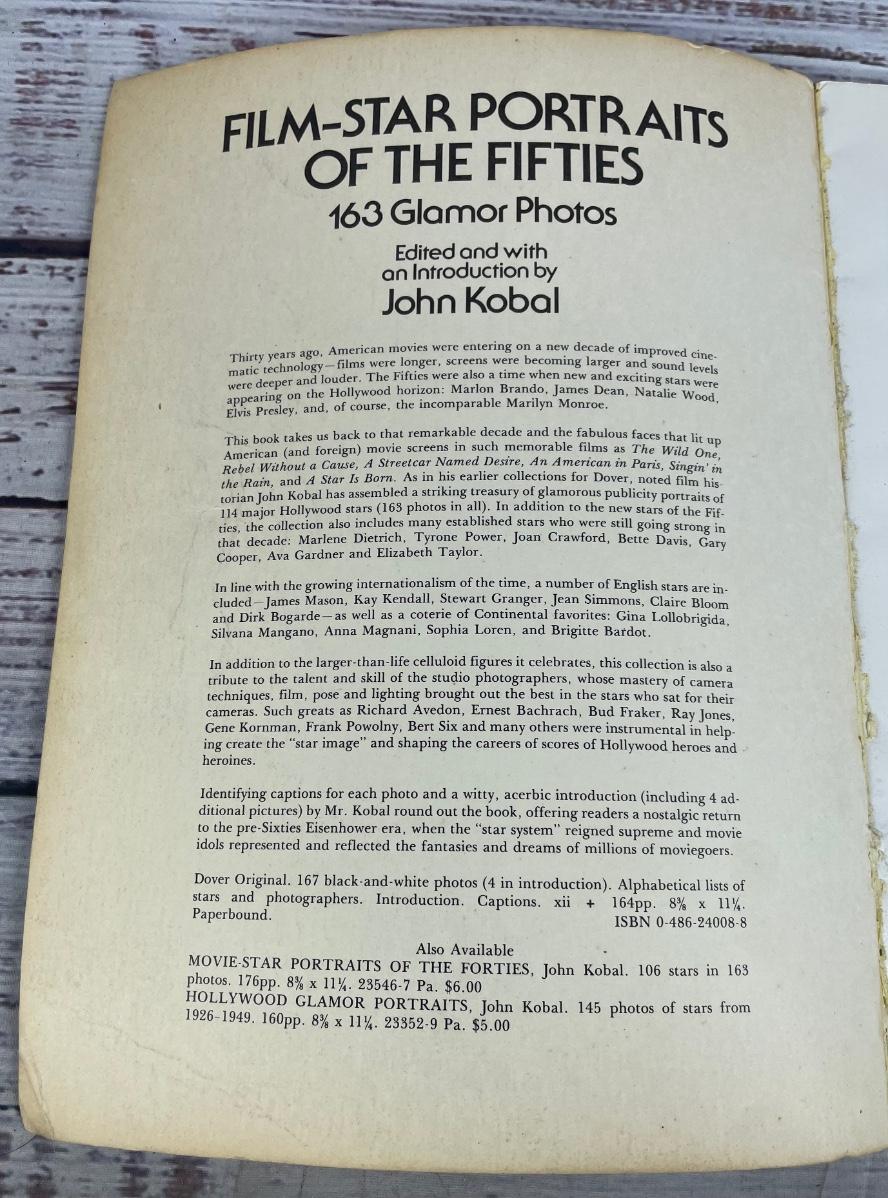 FILM-STAR PORTRAITS
OF THE FIFTIES
163 Glamor Photos
Edited and with
an Introduction by
John Kobal
Thirty years ago, American movies were entering on a new decade of improved cine-
matic technology—films were longer, screens were becoming larger and sound levels
were deeper and louder. The Fifties were also a time when new and exciting stars were
appearing on the Hollywood horizon: Marlon Brando, James Dean, Natalie Wood,
Elvis Presley, and, of course, the incomparable Marilyn Monroe.
This book takes us back to that remarkable decade and the fabulous faces that lit up
American (and foreign) movie screens in such memorable films as The Wild One,
Rebel Without a Cause, A Streetcar Named Desire, An American in Paris, Singin' in
the Rain, and A Star Is Born. As in his earlier collections for Dover, noted film his-
torian John Kobal has assembled a striking treasury of glamorous publicity portraits of
114 major Hollywood stars (163 photos in all). In addition to the new stars of the Fif-
ties, the collection also includes many established stars who were still going strong in
that decade: Marlene Dietrich, Tyrone Power, Joan Crawford, Bette Davis, Gary
Cooper, Ava Gardner and Elizabeth Taylor.
In line with the growing internationalism of the time, a number of English stars are in-
cluded—James Mason, Kay Kendall, Stewart Granger, Jean Simmons, Claire Bloom
and Dirk Bogarde—as well as a coterie of Continental favorites: Gina Lollobrigida,
Silvana Mangano, Anna Magnani, Sophia Loren, and Brigitte Bardot.
In addition to the larger-than-life celluloid figures it celebrates, this collection is also a
tribute to the talent and skill of the studio photographers, whose mastery of camera
techniques, film, pose and lighting brought out the best in the stars who sat for their
cameras. Such greats as Richard Avedon, Ernest Bachrach, Bud Fraker, Ray Jones,
Gene Kornman, Frank Powolny, Bert Six and many others were instrumental in help-
ing create the "star image" and shaping the careers of scores of Hollywood heroes and
heroines.
Identifying captions for each photo and a witty, acerbic introduction (including 4 ad-
ditional pictures) by Mr. Kobal round out the book, offering readers a nostalgic return
to the pre-Sixties Eisenhower era, when the "star system" reigned supreme and movie
idols represented and reflected the fantasies and dreams of millions of moviegoers.
Dover Original. 167 black-and-white photos (4 in introduction). Alphabetical lists of
stars and photographers. Introduction. Captions. xii + 164pp. 8⅜ x 11¼.
Paperbound. ISBN 0-486-24008-8
Also Available
MOVIE-STAR PORTRAITS OF THE FORTIES, John Kobal. 106 stars in 163
photos. 176pp. 8⅜ x 11¼. 23546-7 Pa. $6.00
HOLLYWOOD GLAMOR PORTRAITS, John Kobal. 145 photos of stars from
1926-1949. 160pp. 8⅜ x 11¼. 23352-9 Pa. $5.00